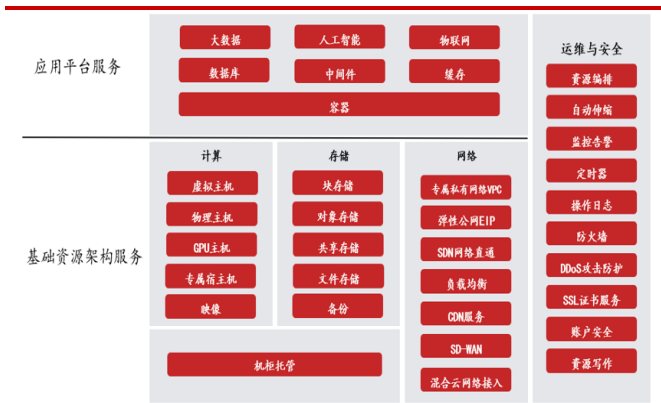 应用平台服务
大数据
人工智能
物联网
数据库
中间件
缓存
容器
基础资源架构服务
计算
虚拟主机
物理主机
GPU主机
专属宿主机
映像
存储
块存储
对象存储
共享存储
文件存储
备份
机柜托管
网络
专属私有网络VPC
弹性公网EIP
SDN网络直通
负载均衡
CDN服务
SD-WAN
混合云网络接入
运维与安全
资源编排
自动伸缩
监控告警
定时器
操作日志
防火墙
DDoS攻击防护
SSL证书服务
账户安全
资源写作